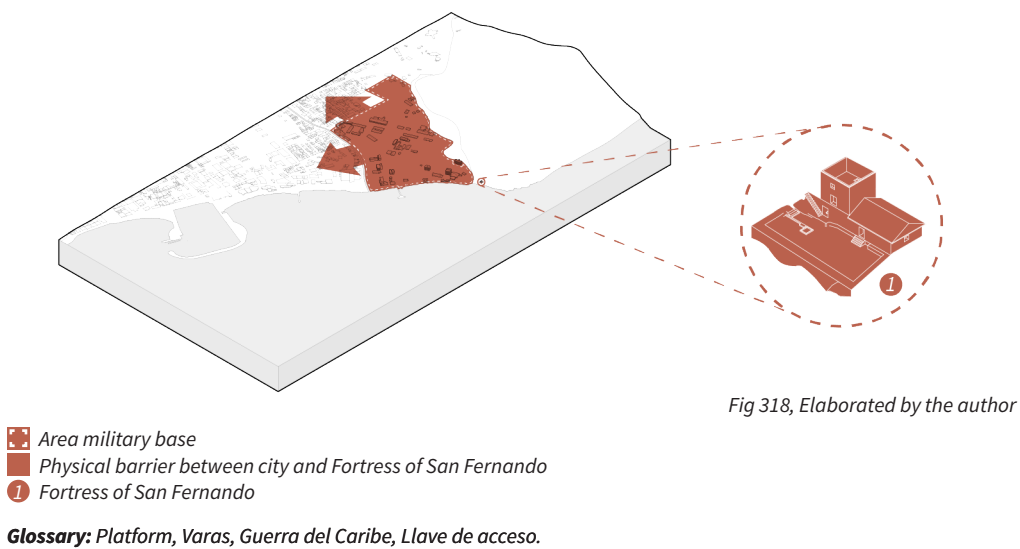 1
Fig 318, Elaborated by the author
Area military base
Physical barrier between city and Fortress of San Fernando
1 Fortress of San Fernando
Glossary: Platform, Varas, Guerra del Caribe, Llave de acceso.